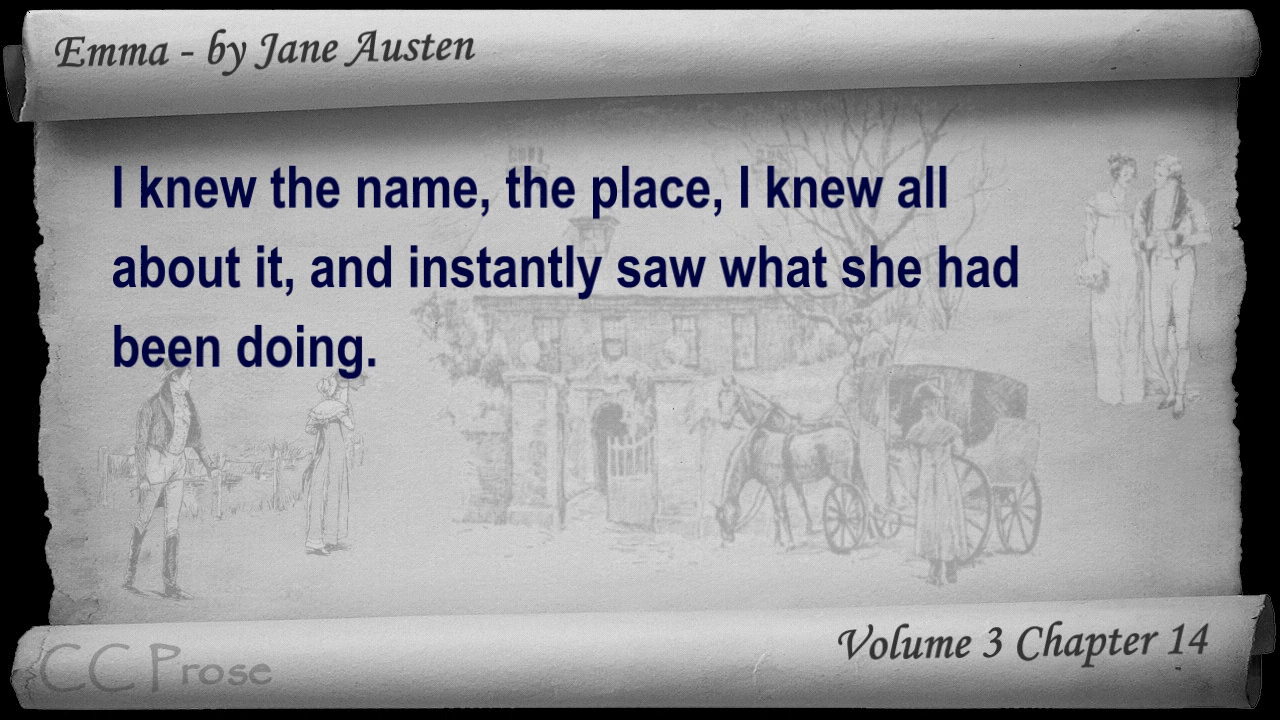 Emma - by Jane Austen
I knew the name, the place, I knew all
about it, and instantly saw what she had
been doing.
Volume 3 Chapter 14
CC Prose